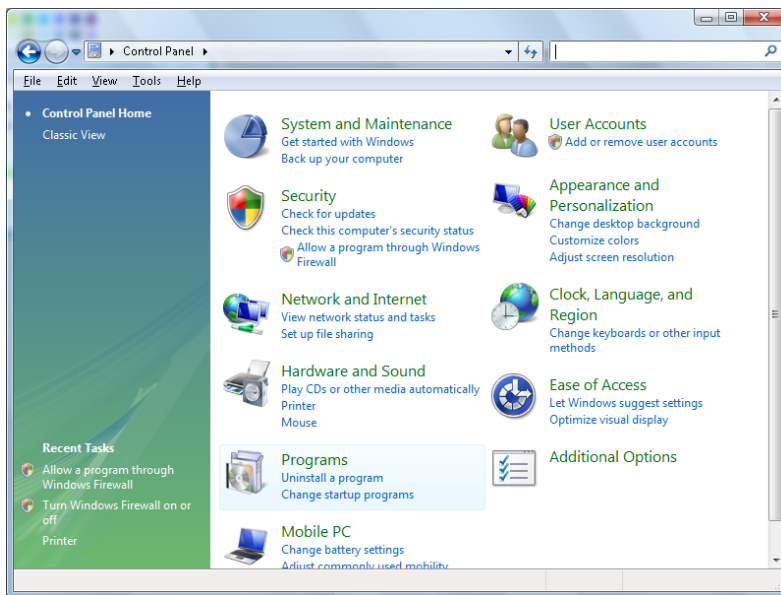 Control Panel
File Edit View Tools Help
Control Panel Home
Classic View
Recent Tasks
Allow a program through
Windows Firewall
Turn Windows Firewall on or
off
Printer
System and Maintenance
Get started with Windows
Back up your computer
Security
Check for updates
Check this computer's security status
Allow a program through Windows
Firewall
Network and Internet
View network status and tasks
Set up file sharing
Hardware and Sound
Play CDs or other media automatically
Printer
Mouse
Programs
Uninstall a program
Change startup programs
Mobile PC
Change battery settings
Adjust commonly used mobility
User Accounts
Add or remove user accounts
Appearance and
Personalization
Change desktop background
Customize colors
Adjust screen resolution
Clock, Language, and
Region
Change keyboards or other input
methods
Ease of Access
Let Windows suggest settings
Optimize visual display
Additional Options